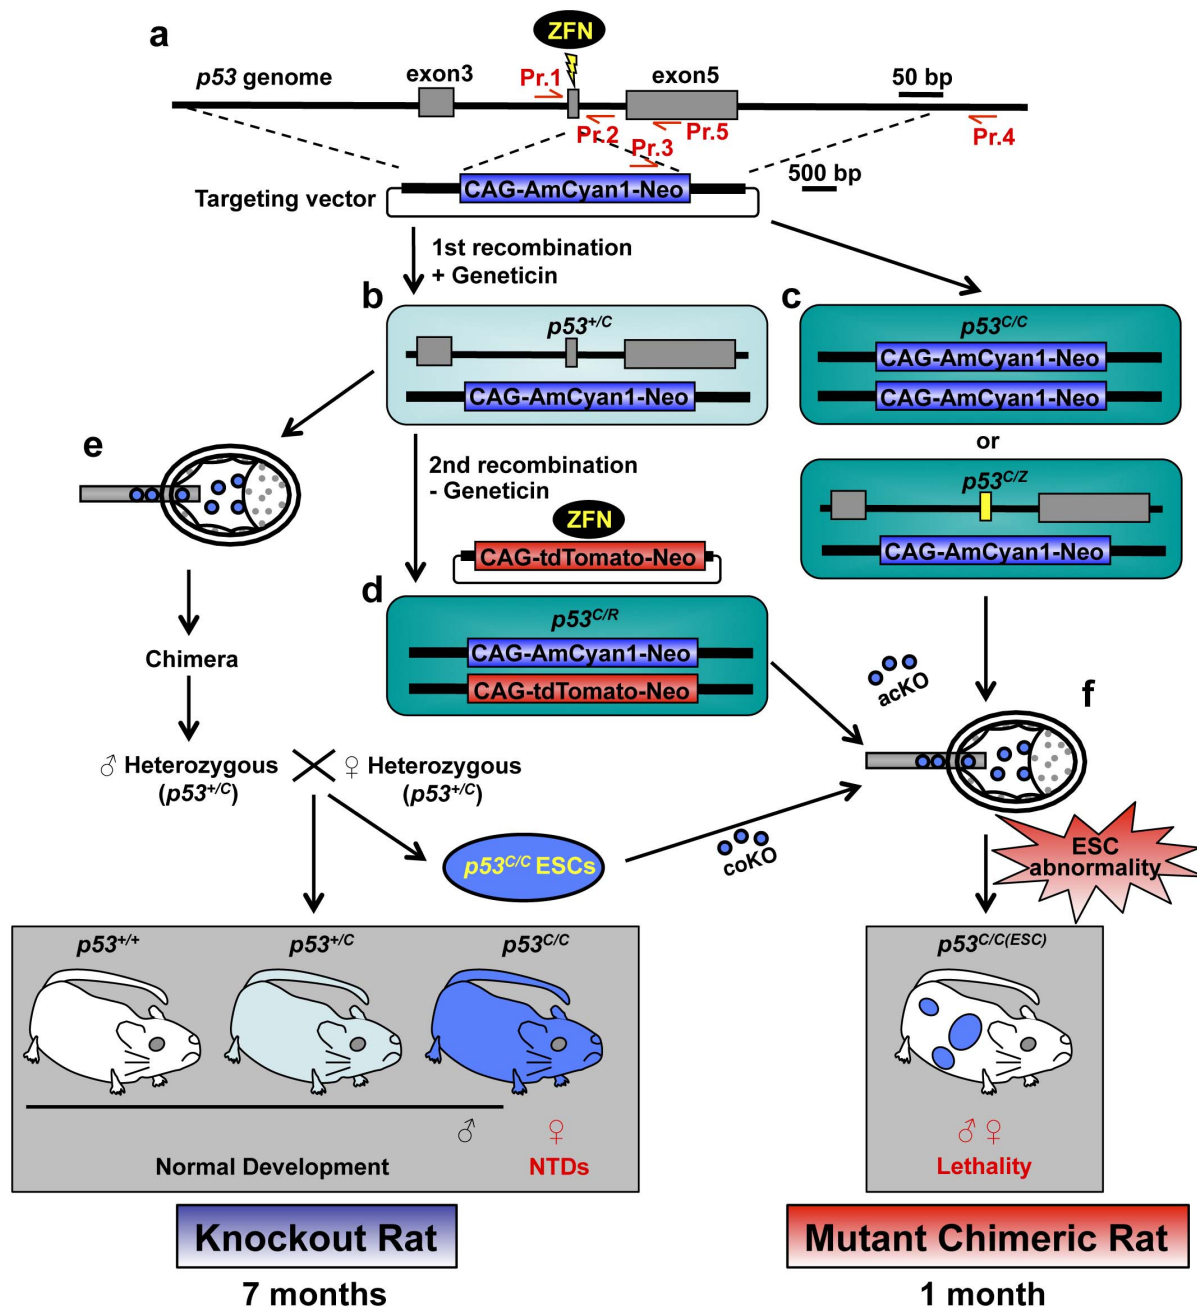 a
ZFN
p53 genome
exon3
Pr.1
exon5
50 bp
Pr.2
Pr.5
Pr.4
Pr.3
500 bp
Targeting vector
CAG-AmCyan1-Neo
1st recombination
+ Geneticin
b
p53+/C
CAG-AmCyan1-Neo
c
p53C/C
CAG-AmCyan1-Neo
CAG-AmCyan1-Neo
or
p53C/Z
CAG-AmCyan1-Neo
e
2nd recombination
- Geneticin
ZFN
CAG-tdTomato-Neo
d
p53C/R
CAG-AmCyan1-Neo
CAG-tdTomato-Neo
Chimera
acKO
f
♂ Heterozygous
(p53+/C)
♀ Heterozygous
(p53+/C)
p53C/C ESCs
coKO
ESC
abnormality
p53+/+
p53+/C
p53C/C
♂
♀
Normal Development
NTDs
p53C/C(ESC)
♂♀
Lethality
Knockout Rat
7 months
Mutant Chimeric Rat
1 month